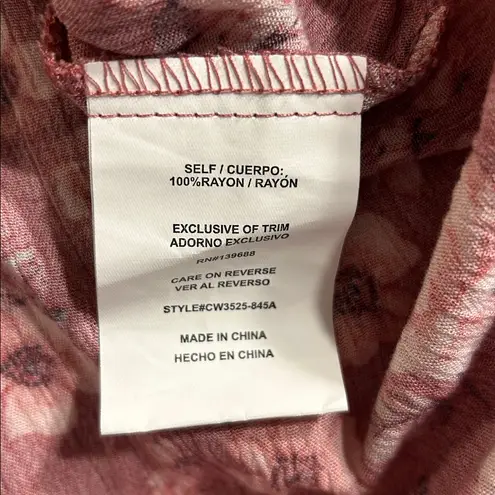 SELF / CUERPO:
100%RAYON / RAYÓN
EXCLUSIVE OF TRIM
ADORNO EXCLUSIVO
RN#139688
CARE ON REVERSE
VER AL REVERSO
STYLE#CW3525-845A
MADE IN CHINA
HECHO EN CHINA